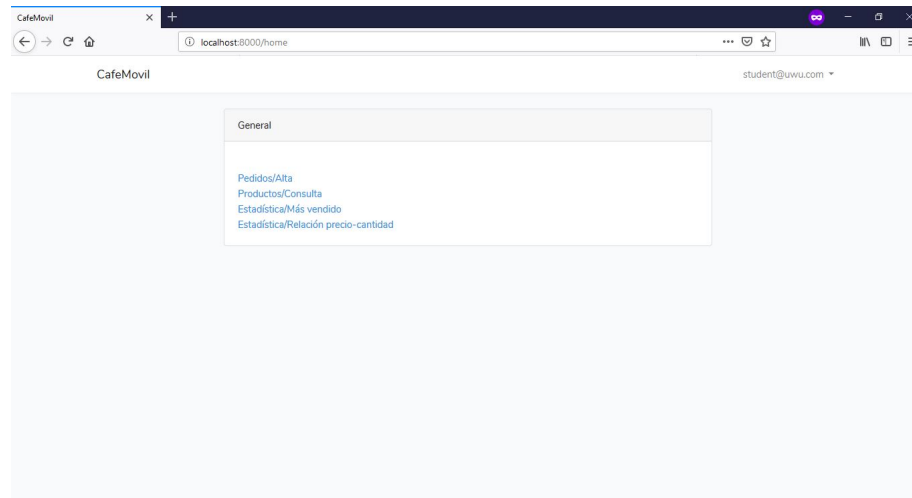 CafeMovil
localhost:8000/home
CafeMovil
student@uwu.com
General
Pedidos/Alta
Productos/Consulta
Estadística/Más vendido
Estadística/Relación precio-cantidad